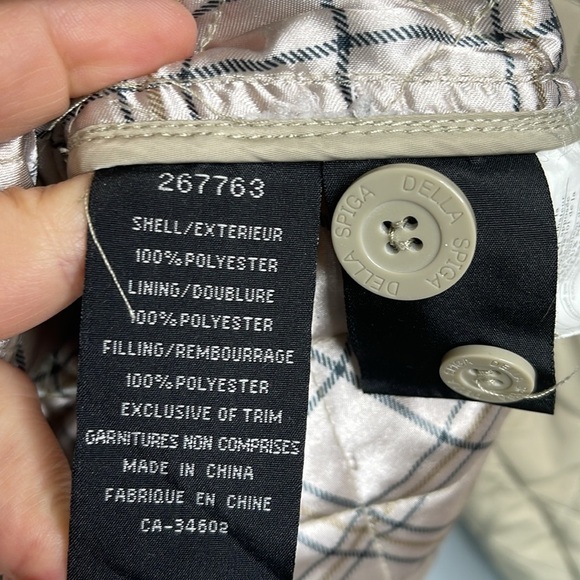 267763
SHELL/EXTERIEUR
100%POLYESTER
LINING/DOUBLURE
100%POLYESTER
FILLING/REMBOURRAGE
100%POLYESTER
EXCLUSIVE OF TRIM
GARNITURES NON COMPRISES
MADE IN CHINA
FABRIQUE EN CHINE
CA-34602
DELLA SPIGA DELLA SPIGA